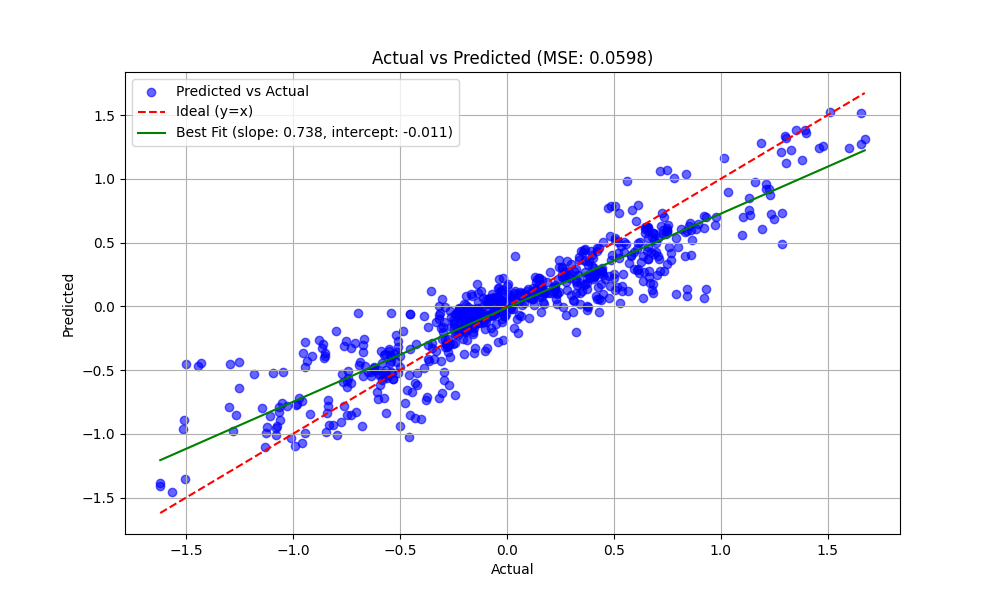 Actual vs Predicted (MSE: 0.0598)
Predicted vs Actual
Ideal (y=x)
Best Fit (slope: 0.738, intercept: -0.011)
1.5
1.0
0.5
0.0
−0.5
−1.0
−1.5
Predicted
−1.5 −1.0 −0.5 0.0 0.5 1.0 1.5
Actual